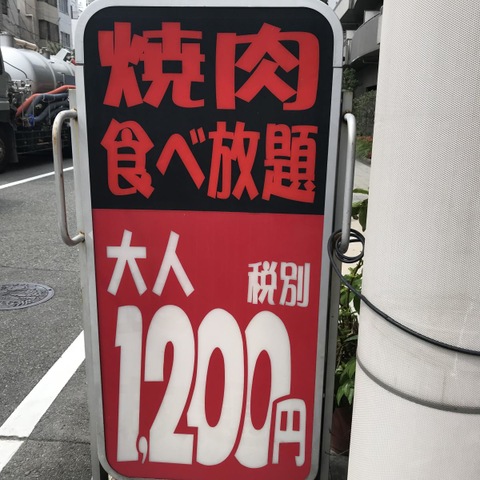 焼肉
食べ放題
大人 税別
1,200円